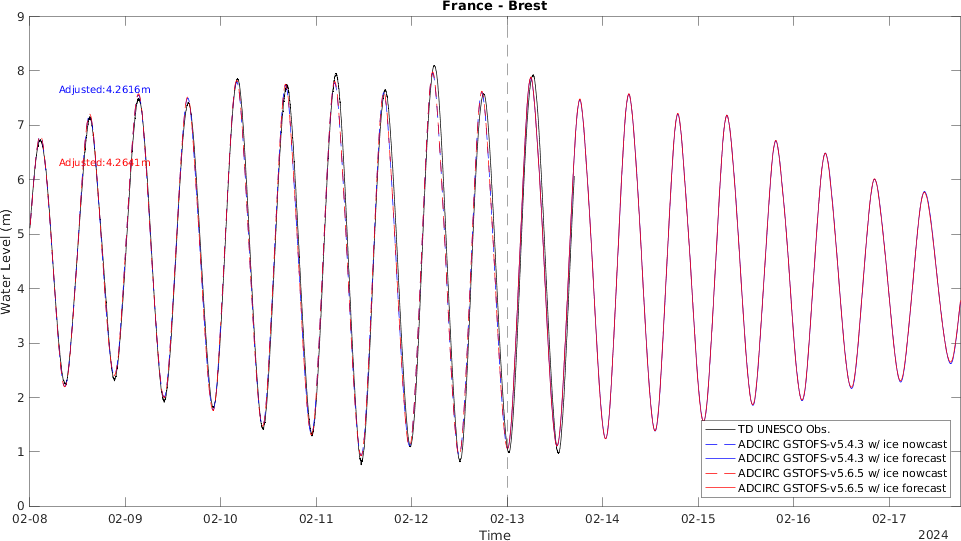 France - Brest
9
8
7
6
5
4
3
2
1
0
Water Level (m)
Adjusted:4.2616m
Adjusted:4.2641m
TD UNESCO Obs.
ADCIRC GSTOFS-v5.4.3 w/ ice nowcast
ADCIRC GSTOFS-v5.4.3 w/ ice forecast
ADCIRC GSTOFS-v5.6.5 w/ ice nowcast
ADCIRC GSTOFS-v5.6.5 w/ ice forecast
02-08 02-09 02-10 02-11 02-12 02-13 02-14 02-15 02-16 02-17
Time
2024